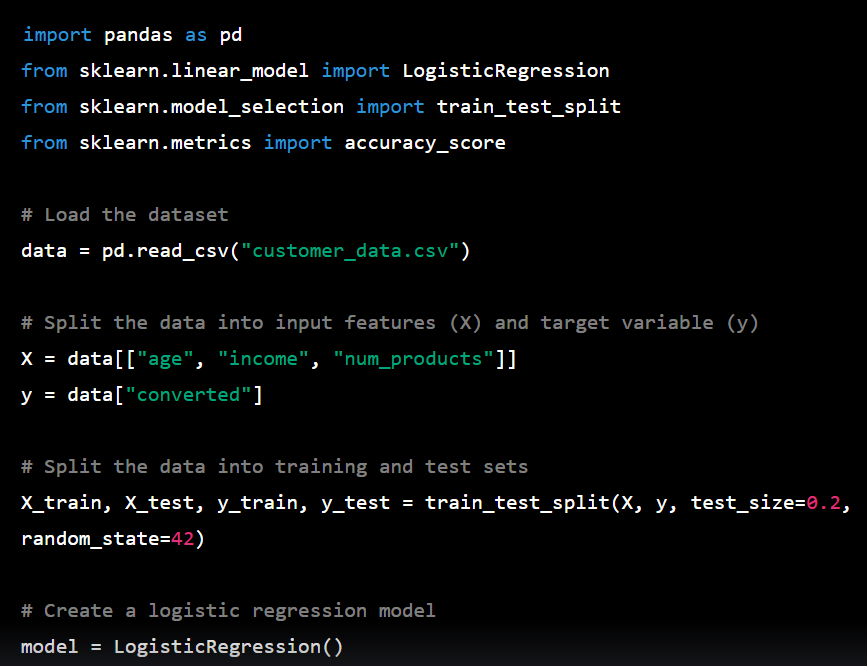 import pandas as pd
from sklearn.linear_model import LogisticRegression
from sklearn.model_selection import train_test_split
from sklearn.metrics import accuracy_score
# Load the dataset
data = pd.read_csv("customer_data.csv")
# Split the data into input features (X) and target variable (y)
X = data[["age", "income", "num_products"]]
y = data["converted"]
# Split the data into training and test sets
X_train, X_test, y_train, y_test = train_test_split(X, y, test_size=0.2,
random_state=42)
# Create a logistic regression model
model = LogisticRegression()